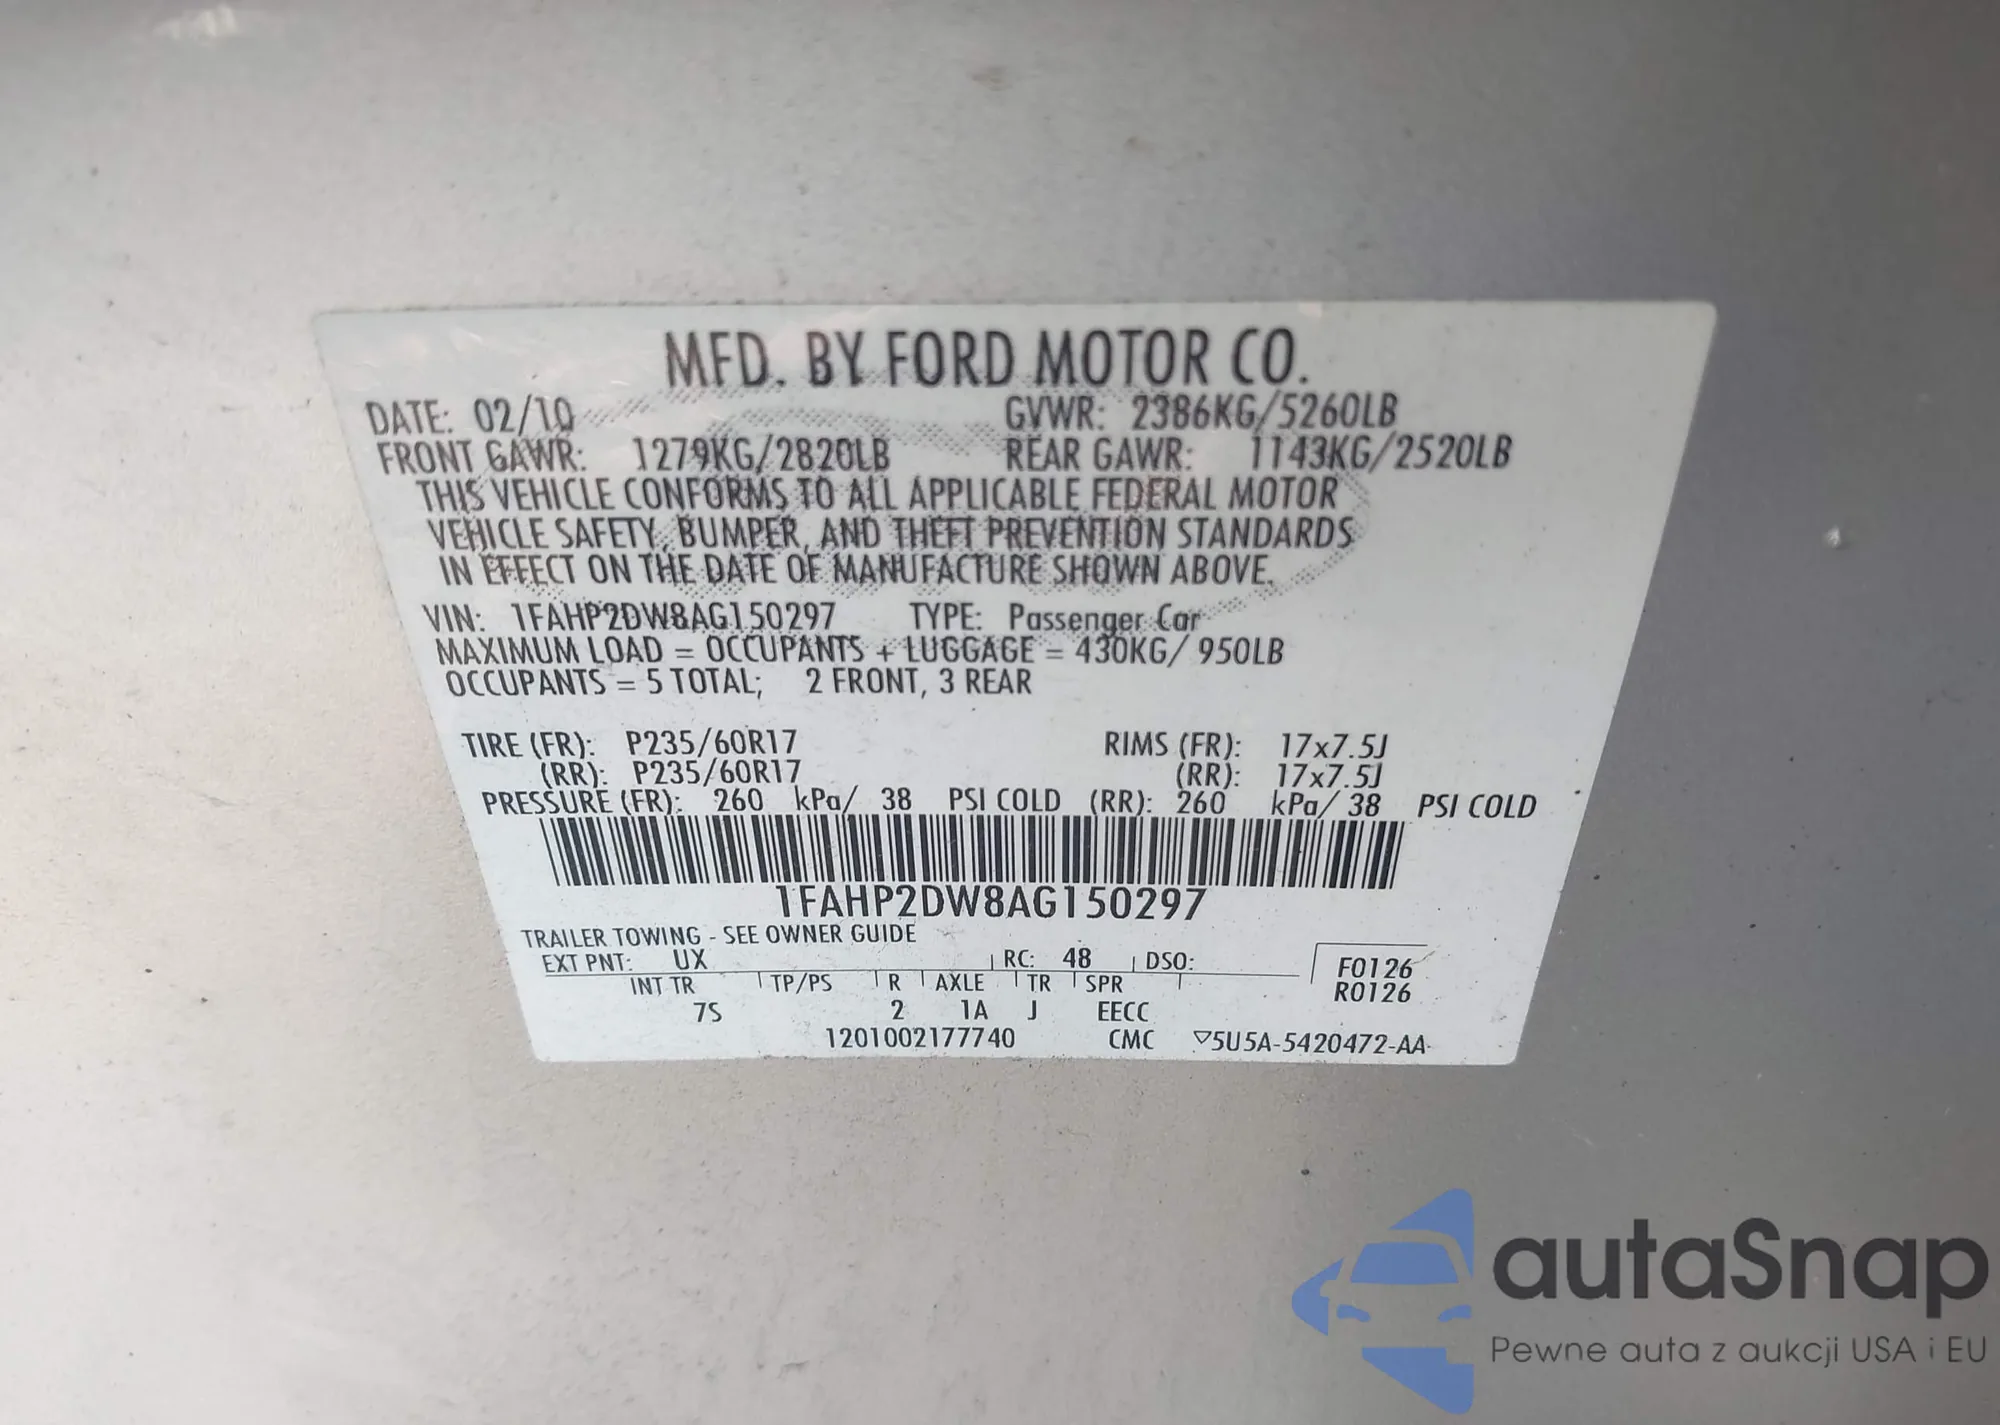 MFD. BY FORD MOTOR CO.
DATE: 02/10 GVWR: 2386KG/5260LB
FRONT GAWR: 1279KG/2820LB REAR GAWR: 1143KG/2520LB
THIS VEHICLE CONFORMS TO ALL APPLICABLE FEDERAL MOTOR
VEHICLE SAFETY, BUMPER, AND THEFT PREVENTION STANDARDS
IN EFFECT ON THE DATE OF MANUFACTURE SHOWN ABOVE.
VIN: 1FAHP2DW8AG150297 TYPE: Passenger Car
MAXIMUM LOAD = OCCUPANTS + LUGGAGE = 430KG/ 950LB
OCCUPANTS = 5 TOTAL; 2 FRONT, 3 REAR
TIRE (FR): P235/60R17 RIMS (FR): 17x7.5J
(RR): P235/60R17 (RR): 17x7.5J
PRESSURE (FR): 260 kPa/ 38 PSI COLD (RR): 260 kPa/ 38 PSI COLD
1FAHP2DW8AG150297
TRAILER TOWING - SEE OWNER GUIDE
EXT PNT: UX RC: 48 DSO: F0126
INT TR TP/PS R AXLE TR SPR R0126
7S 2 1A J EECC
1201002177740 CMC ▽5U5A-5420472-AA
autaSnap
Pewne auta z aukcji USA i EU